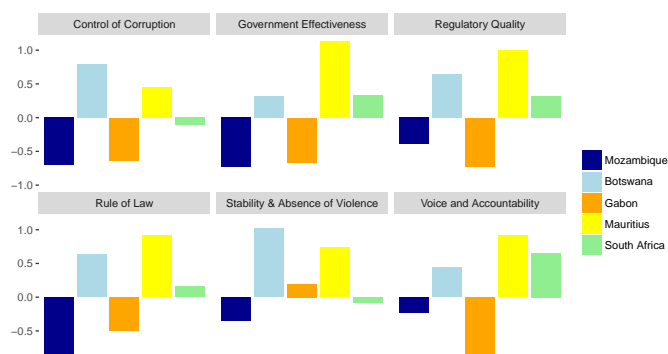 Control of Corruption
Government Effectiveness
Regulatory Quality
1.0
0.5
0.0
−0.5
−1.0
Rule of Law
Stability & Absence of Violence
Voice and Accountability
1.0
0.5
0.0
−0.5
Mozambique
Botswana
Gabon
Mauritius
South Africa